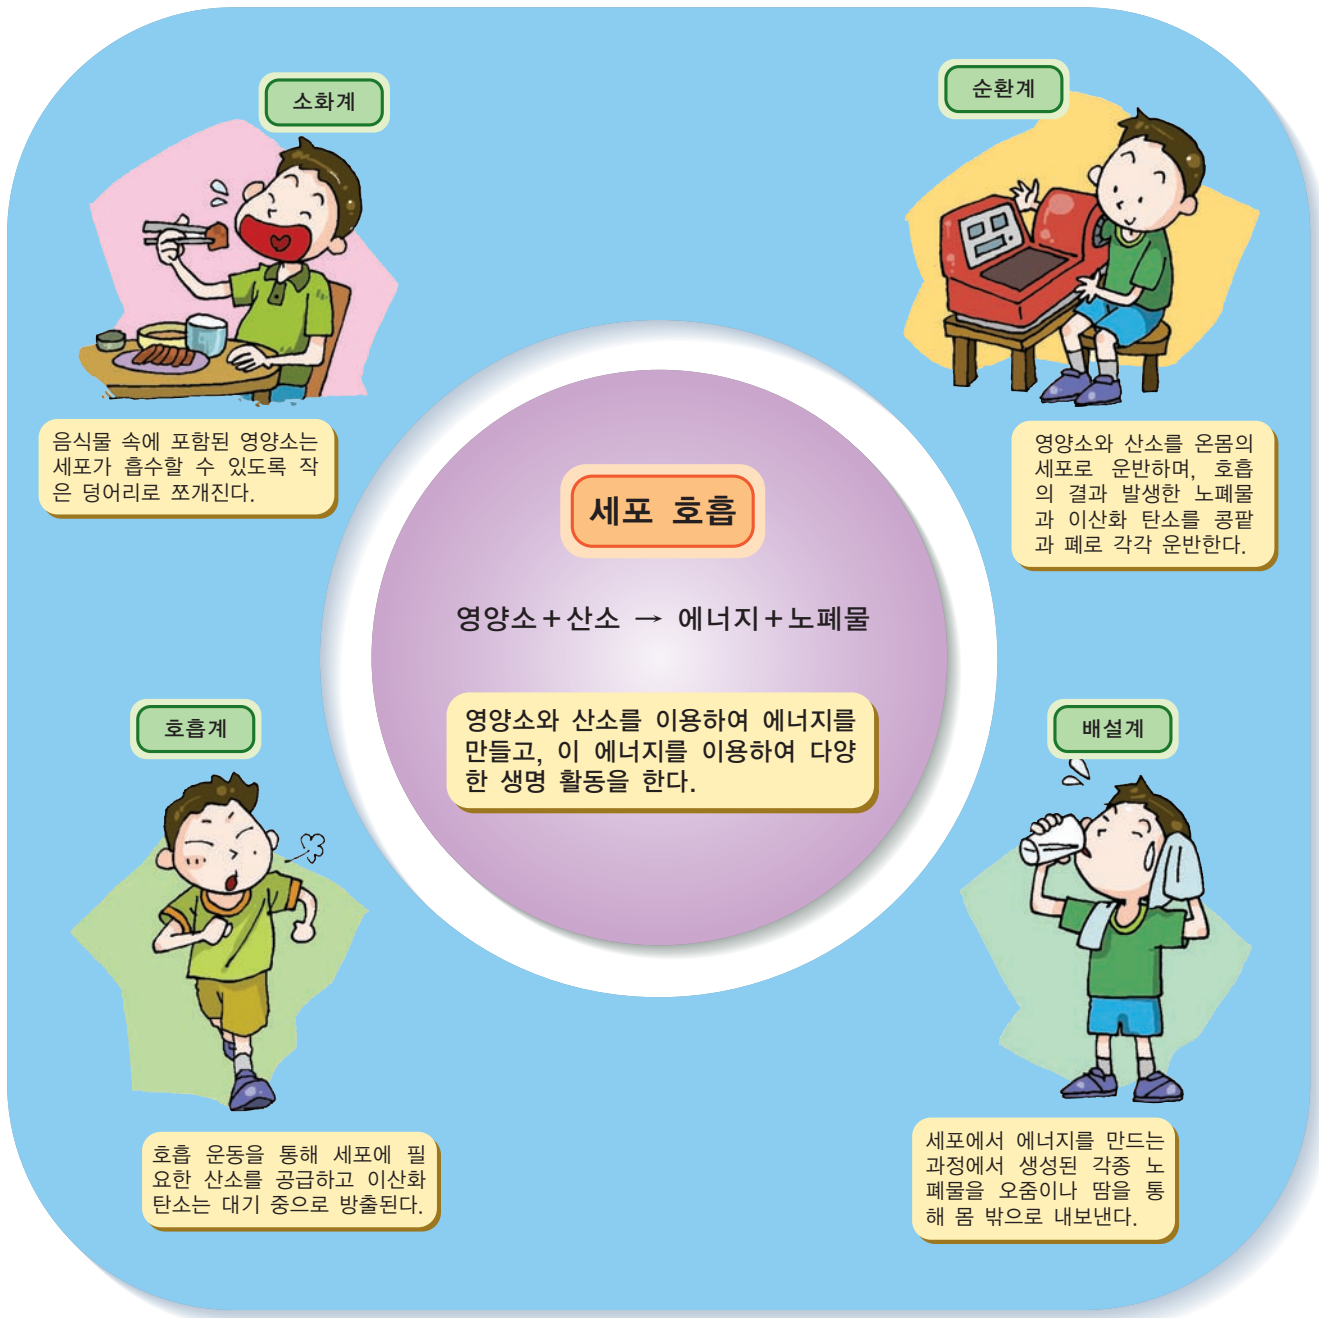 소화계
음식물 속에 포함된 영양소는
세포가 흡수할 수 있도록 작
은 덩어리로 쪼개진다.
순환계
영양소와 산소를 온몸의
세포로 운반하며, 호흡
의 결과 발생한 노폐물
과 이산화 탄소를 콩팥
과 폐로 각각 운반한다.
세포 호흡
영양소+산소 → 에너지+노폐물
영양소와 산소를 이용하여 에너지를
만들고, 이 에너지를 이용하여 다양
한 생명 활동을 한다.
호흡계
호흡 운동을 통해 세포에 필
요한 산소를 공급하고 이산화
탄소는 대기 중으로 방출된다.
배설계
세포에서 에너지를 만드는
과정에서 생성된 각종 노
폐물을 오줌이나 땀을 통
해 몸 밖으로 내보낸다.